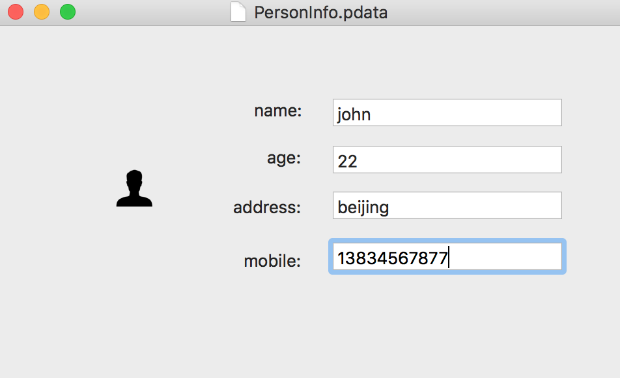 PersonInfo.pdata
name: john
age: 22
address: beijing
mobile: 13834567877